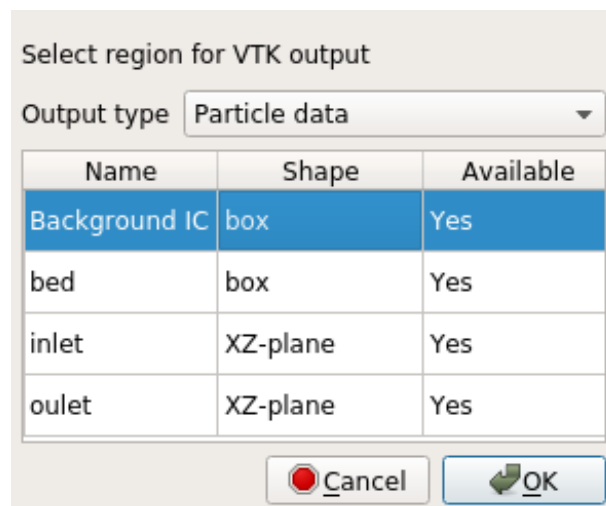 Select region for VTK output
Output type Particle data
Name Shape Available
Background IC box Yes
bed box Yes
inlet XZ-plane Yes
oulet XZ-plane Yes
Cancel OK